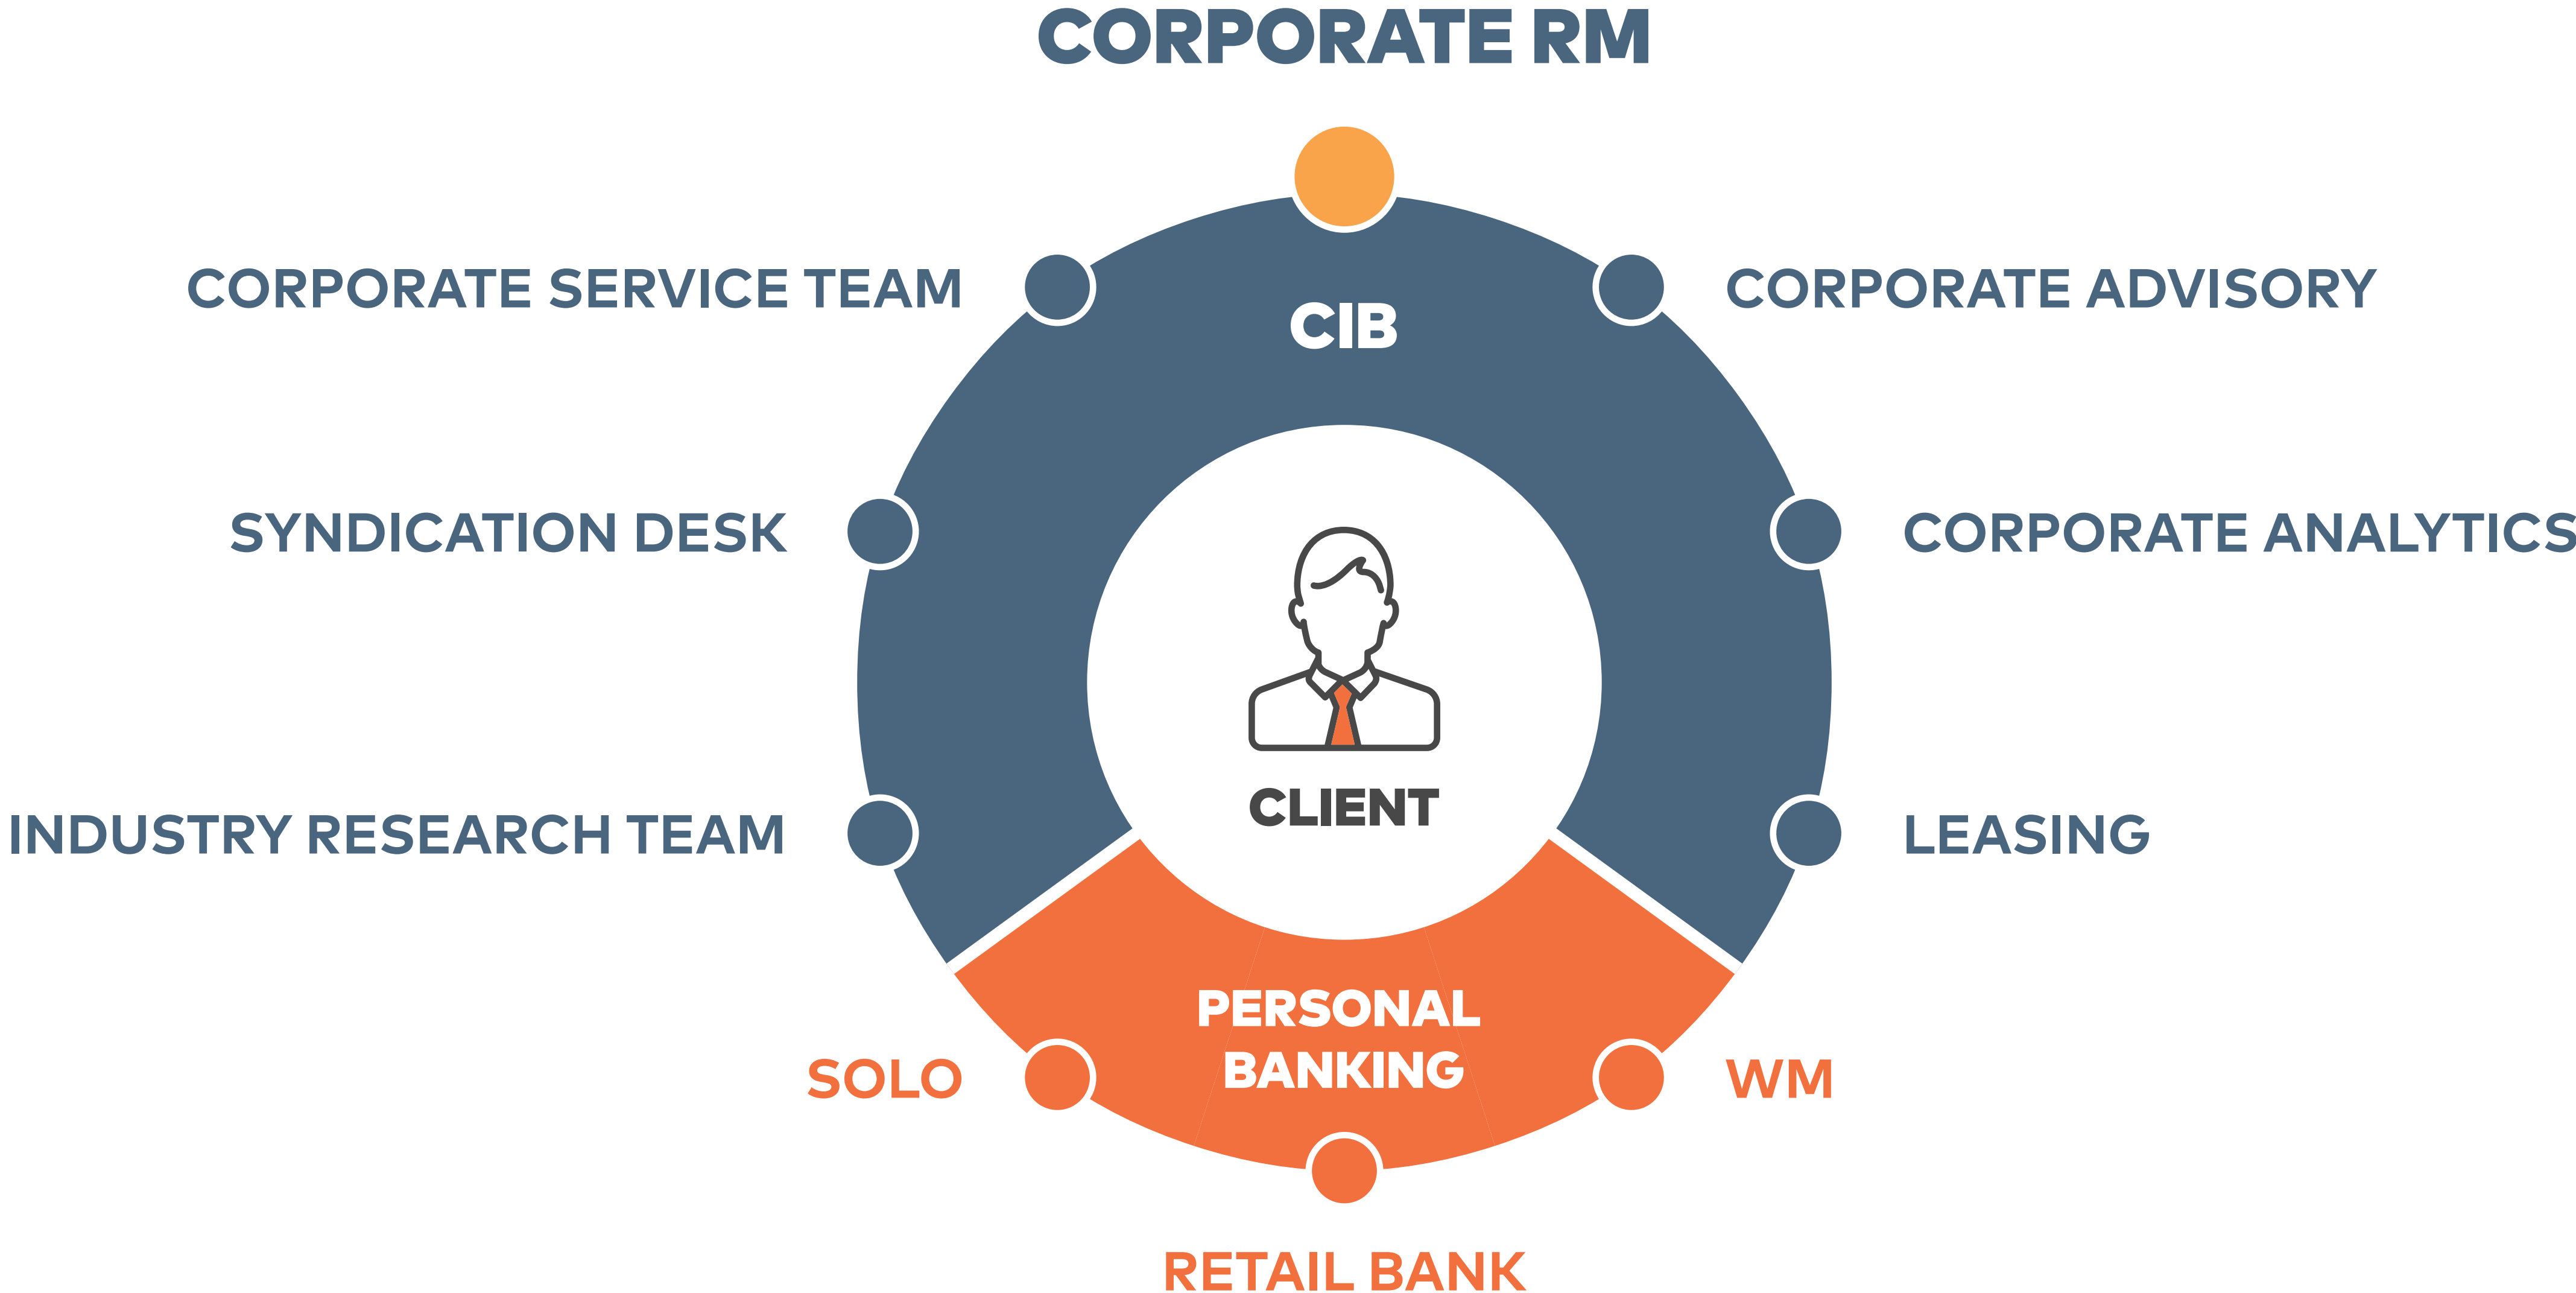 CORPORATE RM
CORPORATE SERVICE TEAM
CORPORATE ADVISORY
CIB
SYNDICATION DESK
CORPORATE ANALYTICS
CLIENT
INDUSTRY RESEARCH TEAM
LEASING
PERSONAL
BANKING
SOLO
WM
RETAIL BANK